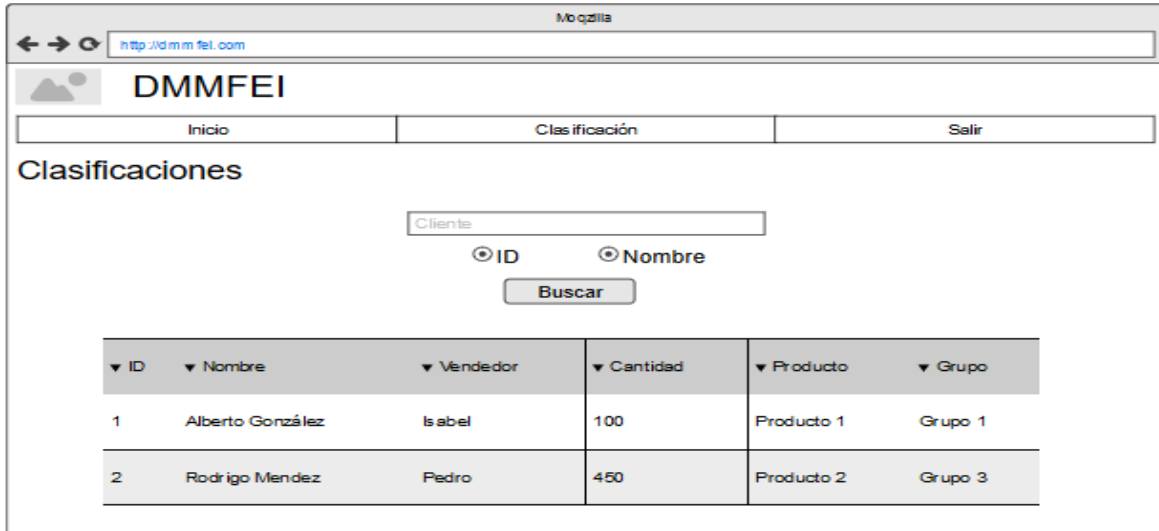 Moqzilla
http://dmmfei.com
DMMFEI
Inicio Clasificación Salir
Clasificaciones
Cliente
ID Nombre
Buscar
ID Nombre Vendedor Cantidad Producto Grupo
1 Alberto González Isabel 100 Producto 1 Grupo 1
2 Rodrigo Mendez Pedro 450 Producto 2 Grupo 3